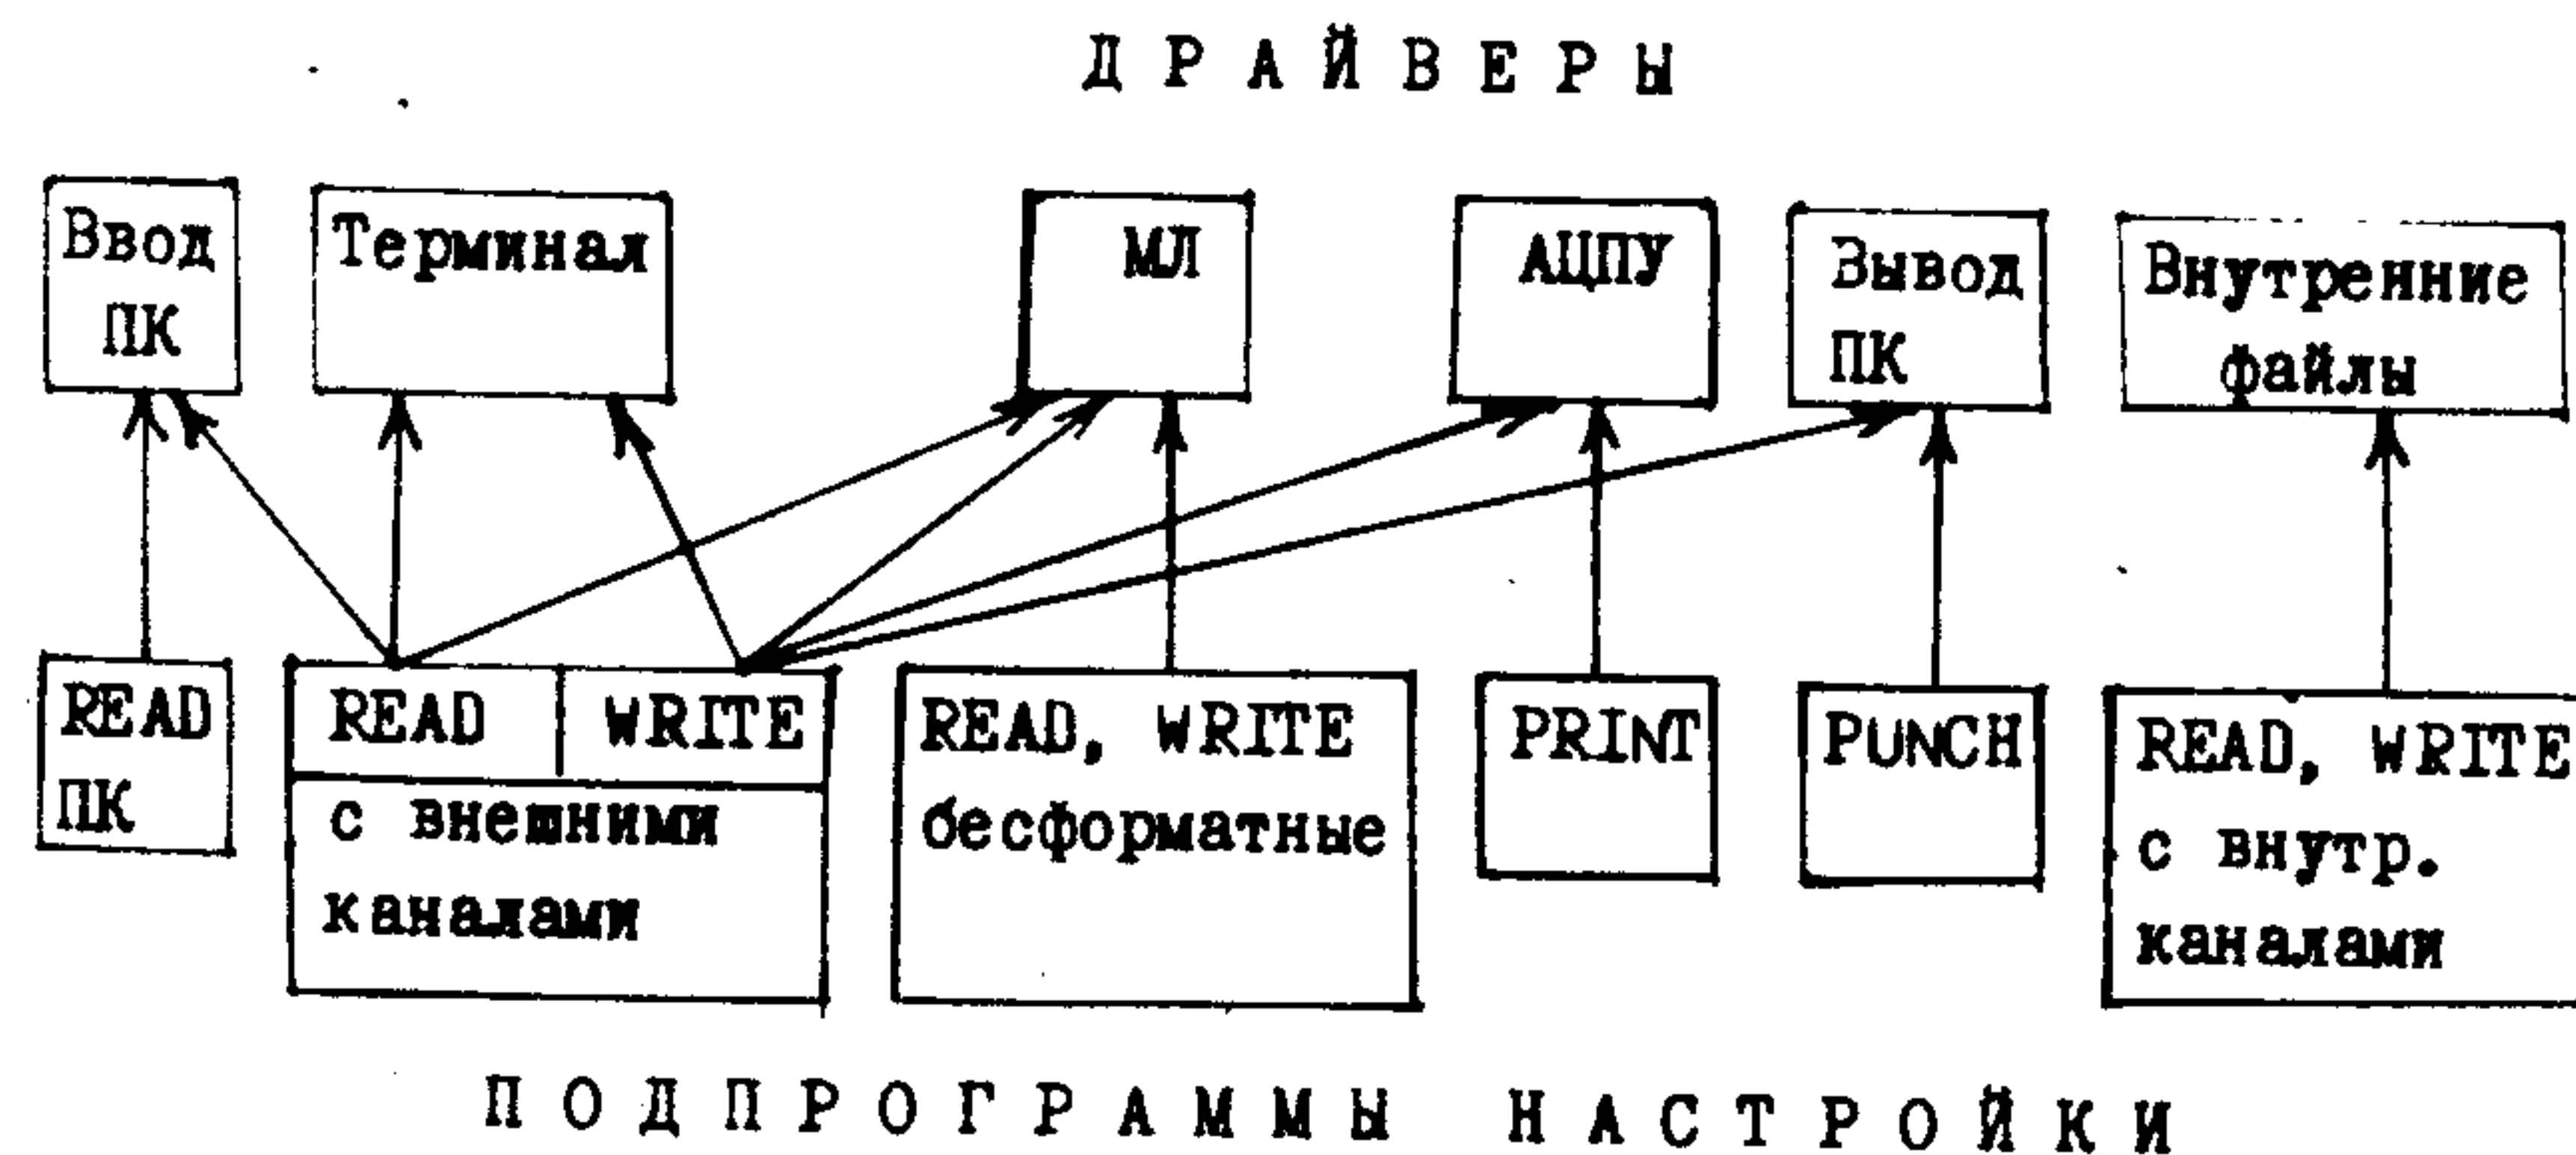 ДРАЙВЕРЫ
Ввод
ПК
Терминал
МЛ
АЦПУ
Вывод
ПК
Внутренние
файлы
READ
ПК
READ
WRITE
с внешними
каналами
READ, WRITE
бесформатные
PRINT
PUNCH
READ, WRITE
с внутр.
каналами
ПОДПРОГРАММЫ НАСТРОЙКИ